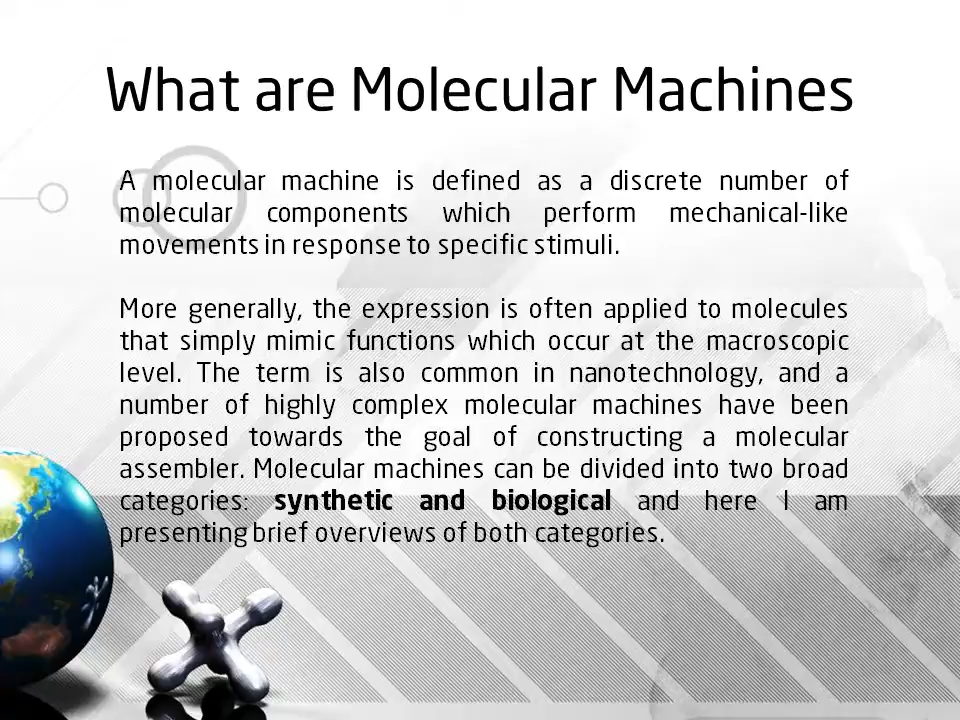 What are Molecular Machines
A molecular machine is defined as a discrete number of
molecular components which perform mechanical-like
movements in response to specific stimuli.
More generally, the expression is often applied to molecules
that simply mimic functions which occur at the macroscopic
level. The term is also common in nanotechnology, and a
number of highly complex molecular machines have been
proposed towards the goal of constructing a molecular
assembler. Molecular machines can be divided into two broad
categories: synthetic and biological and here I am
presenting brief overviews of both categories.